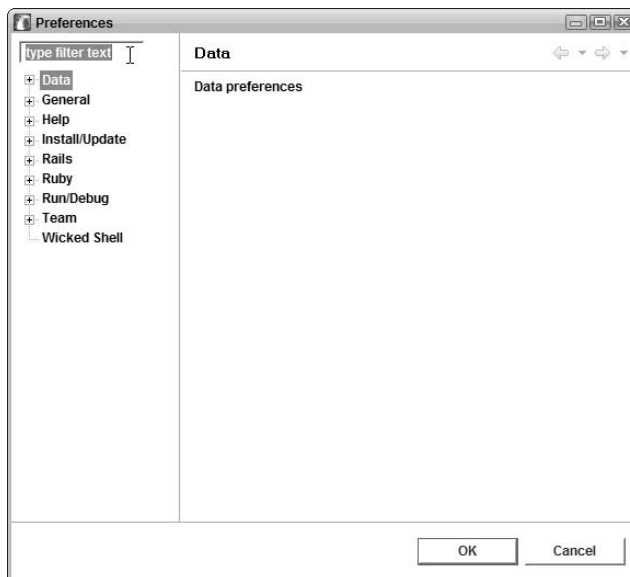 Preferences
type filter text
Data
General
Help
Install/Update
Rails
Ruby
Run/Debug
Team
Wicked Shell
Data
Data preferences
OK
Cancel